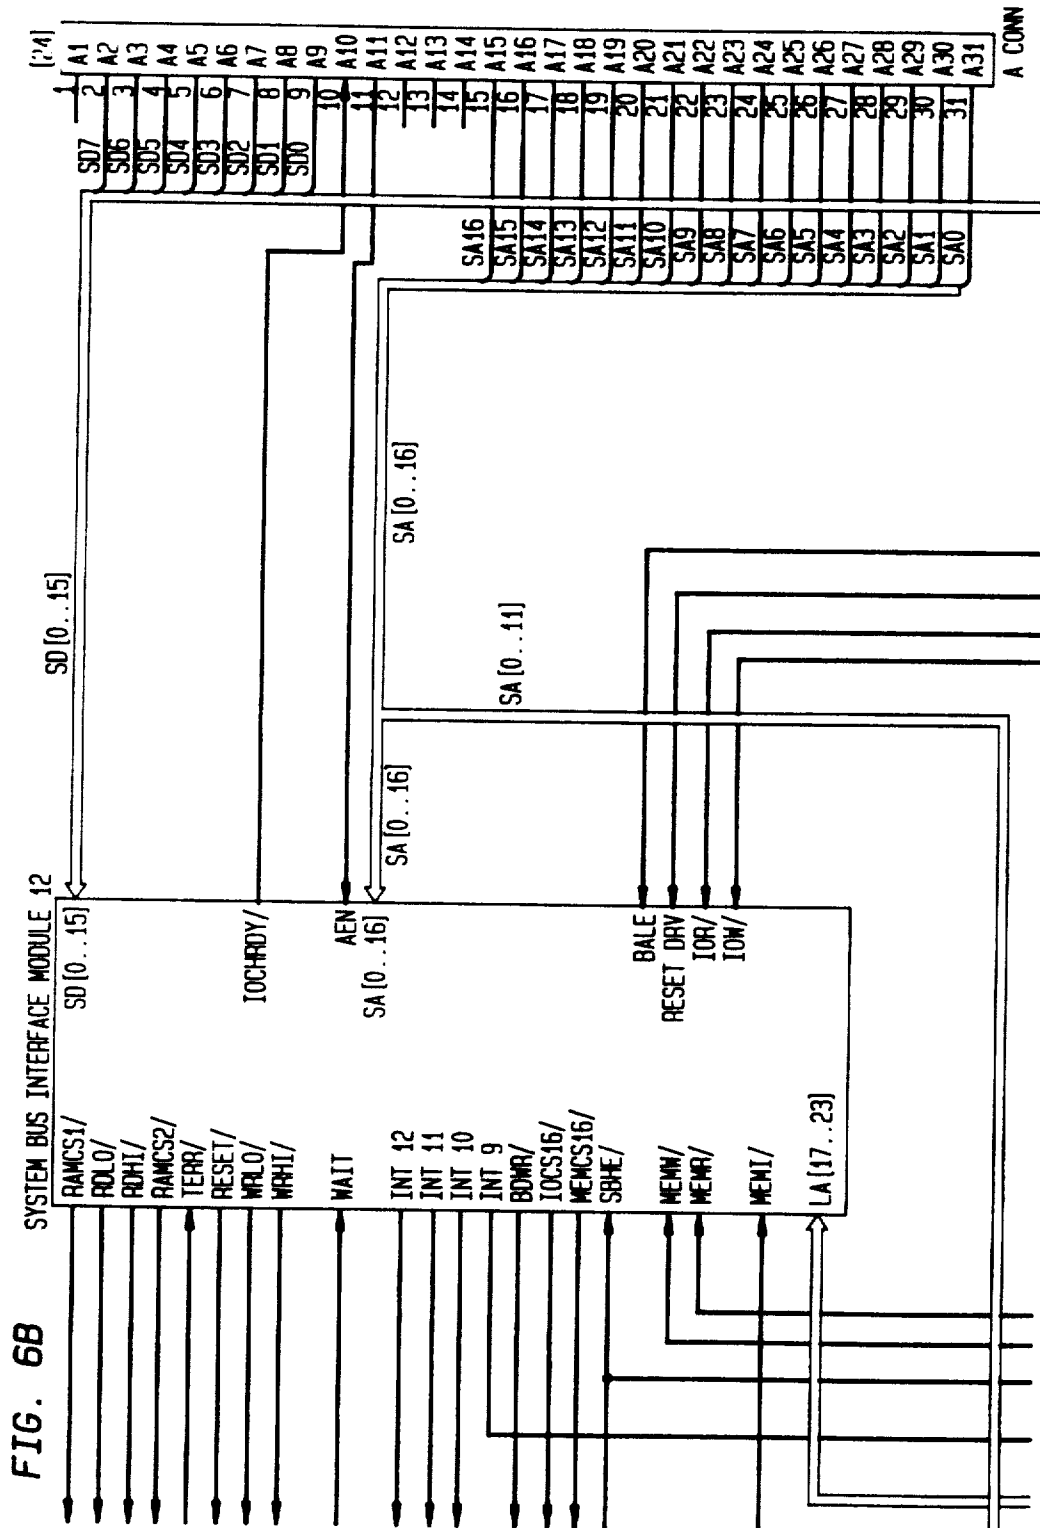 FIG. 6B
SYSTEM BUS INTERFACE MODULE 12
RAMCS1/
RDLO/
RDHI/
RAMCS2/
TERR/
RESET/
WRLO/
WRHI/
WAIT
INT 12
INT 11
INT 10
INT 9
BDWR/
IOCS16/
MEMCS16/
SBHE/
MEMW/
MEMR/
MEMI/
LA[17..23]
SD[0..15]
IOCHRDY/
AEN
SA[0..16]
BALE
RESET DRV
IOR/
IOW/
SD[0..15]
SA[0..16]
SA[0..11]
SA[0..16]
SD7
SD6
SD5
SD4
SD3
SD2
SD1
SD0
SA16
SA15
SA14
SA13
SA12
SA11
SA10
SA9
SA8
SA7
SA6
SA5
SA4
SA3
SA2
SA1
SA0
1
2
3
4
5
6
7
8
9
10
11
12
13
14
15
16
17
18
19
20
21
22
23
24
25
26
27
28
29
30
31
[24]
A1
A2
A3
A4
A5
A6
A7
A8
A9
A10
A11
A12
A13
A14
A15
A16
A17
A18
A19
A20
A21
A22
A23
A24
A25
A26
A27
A28
A29
A30
A31
A CONN